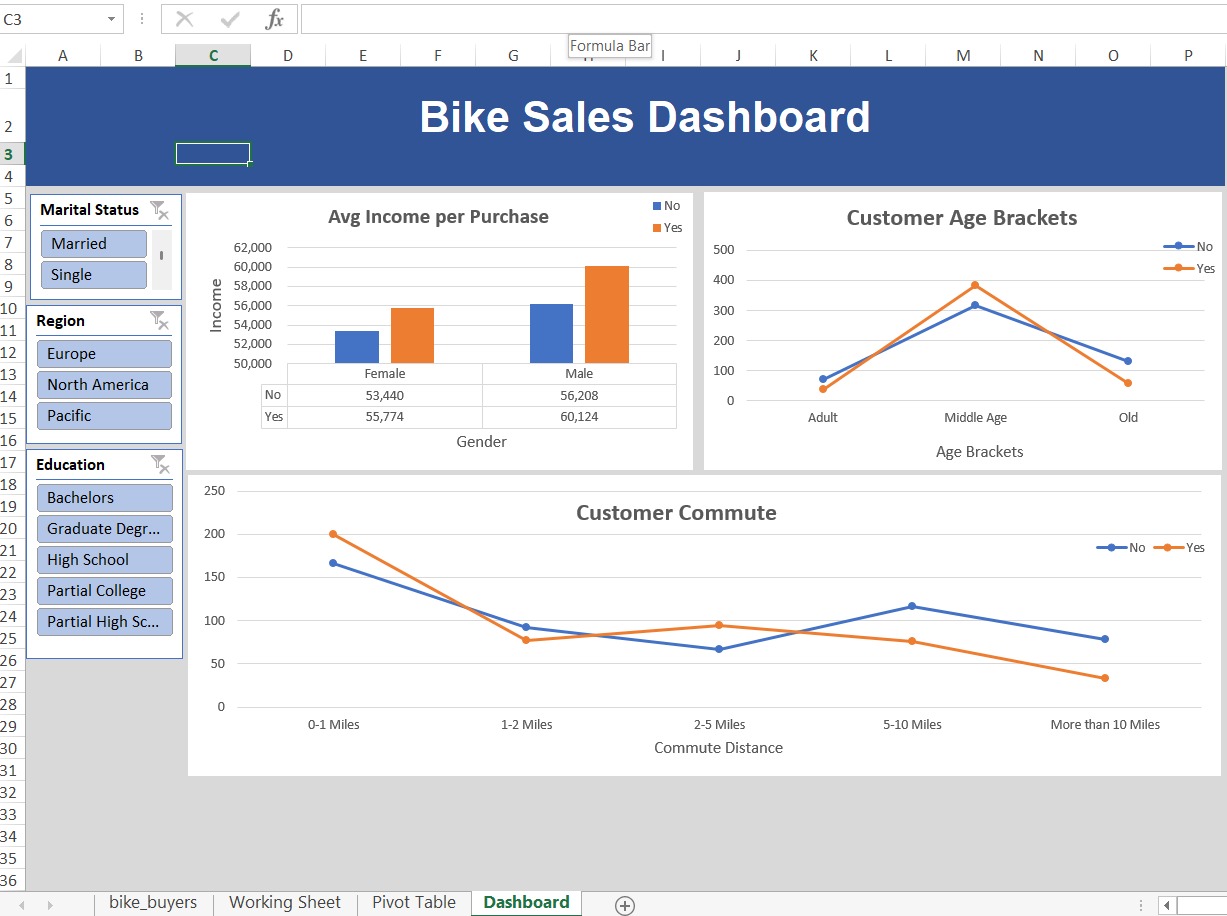 C3
fx
Formula Bar
A B C D E F G H I J K L M N O P
1
2
3
4
5
6
7
8
9
10
11
12
13
14
15
16
17
18
19
20
21
22
23
24
25
26
27
28
29
30
31
32
33
34
35
36
Bike Sales Dashboard
Marital Status
Married
Single
Region
Europe
North America
Pacific
Education
Bachelors
Graduate Degr...
High School
Partial College
Partial High Sc...
Avg Income per Purchase
No
Yes
Income
62,000
60,000
58,000
56,000
54,000
52,000
50,000
Female Male
No 53,440 56,208
Yes 55,774 60,124
Gender
Customer Age Brackets
No
Yes
500
400
300
200
100
0
Adult Middle Age Old
Age Brackets
Customer Commute
No Yes
250
200
150
100
50
0
0-1 Miles 1-2 Miles 2-5 Miles 5-10 Miles More than 10 Miles
Commute Distance
bike_buyers Working Sheet Pivot Table Dashboard